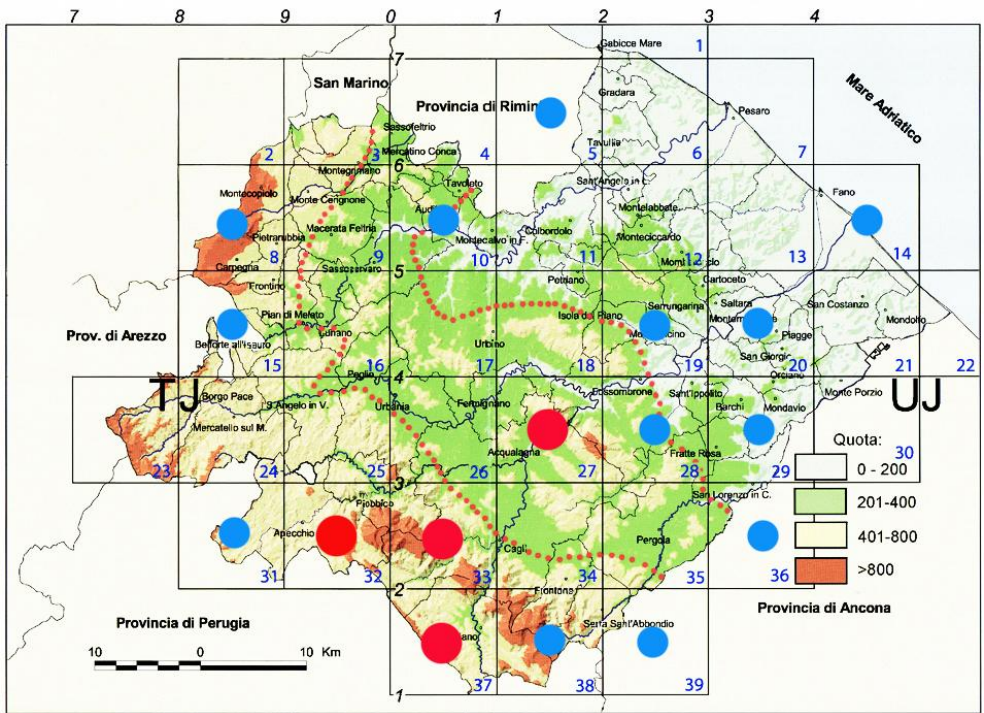 7 8 9 0 1 2 3 4
7
Gabicce Mare 1
San Marino
Gradara
Mare Adriatico
Provincia di Rimin
Pesaro
Sassofeltrio
Tavullia
Mercatino Conca
2 3 4 5 6 7
6
Montegrimano
Tavoleto
Sant'Angelo in L.
Montecopiolo
Fano
Monte Cerignone
Aud
Montelabbate
Macerata Feltria
Colbordolo
Monteciccardo
Pietrarubbia
Montecalvo in F.
8 9 10 11 12 13 14
Carpegna
Sassocorvaro
5
Petriano
Cartoceto
Frontino
Saltara
San Costanzo
Serrungarina
Pian di Meleto
Isola del Piano
Mondolfo
Lunano
Piagge
Prov. di Arezzo
Belforte all'Isauro
Urbino
San Giorgio
15 16 17 18 19 20 21 22
Peglio
Orciano
4
TJ
UJ
Borgo Pace
S.Angelo in V.
Urbania
Fermignano
Fossombrone
Sant'Ippolito
Monte Porzio
Barchi
Mondavio
Mercatello sul M.
Quota:
Acqualagna
Fratte Rosa
23 24 25 26 27 28 29 30
0 - 200
3
San Lorenzo in C.
Piobbico
201-400
Apecchio
401-800
Cagli
Pergola
>800
31 32 33 34 35 36
2
Frontone
Provincia di Ancona
Provincia di Perugia
Serra Sant'Abbondio
ano
10 0 10 Km
37 38 39
1